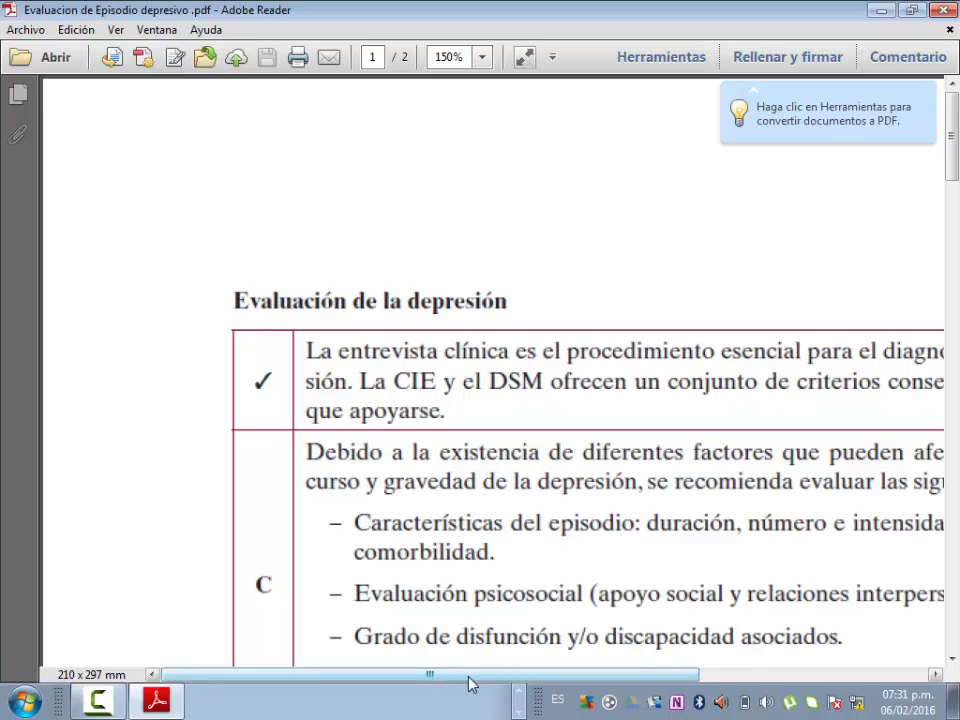 Evaluacion de Episodio depresivo .pdf - Adobe Reader
Archivo Edición Ver Ventana Ayuda
Abrir 1 / 2 150% Herramientas Rellenar y firmar Comentario
Haga clic en Herramientas para
convertir documentos a PDF.
Evaluación de la depresión
✓ La entrevista clínica es el procedimiento esencial para el diagno
sión. La CIE y el DSM ofrecen un conjunto de criterios conse
que apoyarse.
Debido a la existencia de diferentes factores que pueden afe
curso y gravedad de la depresión, se recomienda evaluar las sigu
– Características del episodio: duración, número e intensida
comorbilidad.
C
– Evaluación psicosocial (apoyo social y relaciones interpers
– Grado de disfunción y/o discapacidad asociados.
210 x 297 mm
ES
07:31 p.m.
06/02/2016